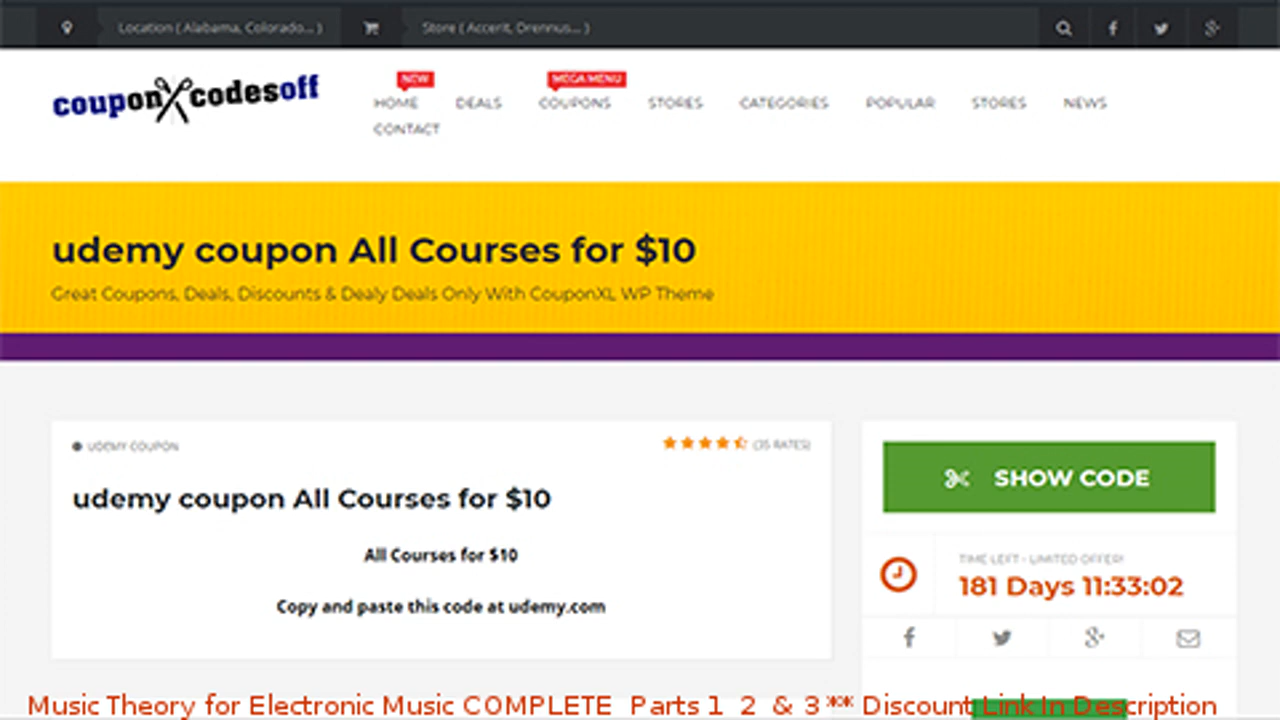 Location ( Alabama, Colorado... )
Store ( Accent, Drennus... )
couponXcodesoff
NEW
MEGA MENU
HOME DEALS COUPONS STORES CATEGORIES POPULAR STORES NEWS
CONTACT
udemy coupon All Courses for $10
Great Coupons, Deals, Discounts & Dealy Deals Only With CouponXL WP Theme
UDEMY COUPON
(35 RATES)
udemy coupon All Courses for $10
All Courses for $10
Copy and paste this code at udemy.com
SHOW CODE
TIME LEFT - LIMITED OFFER!
181 Days 11:33:02
Music Theory for Electronic Music COMPLETE Parts 1 2 & 3 ** Discount Link In Description